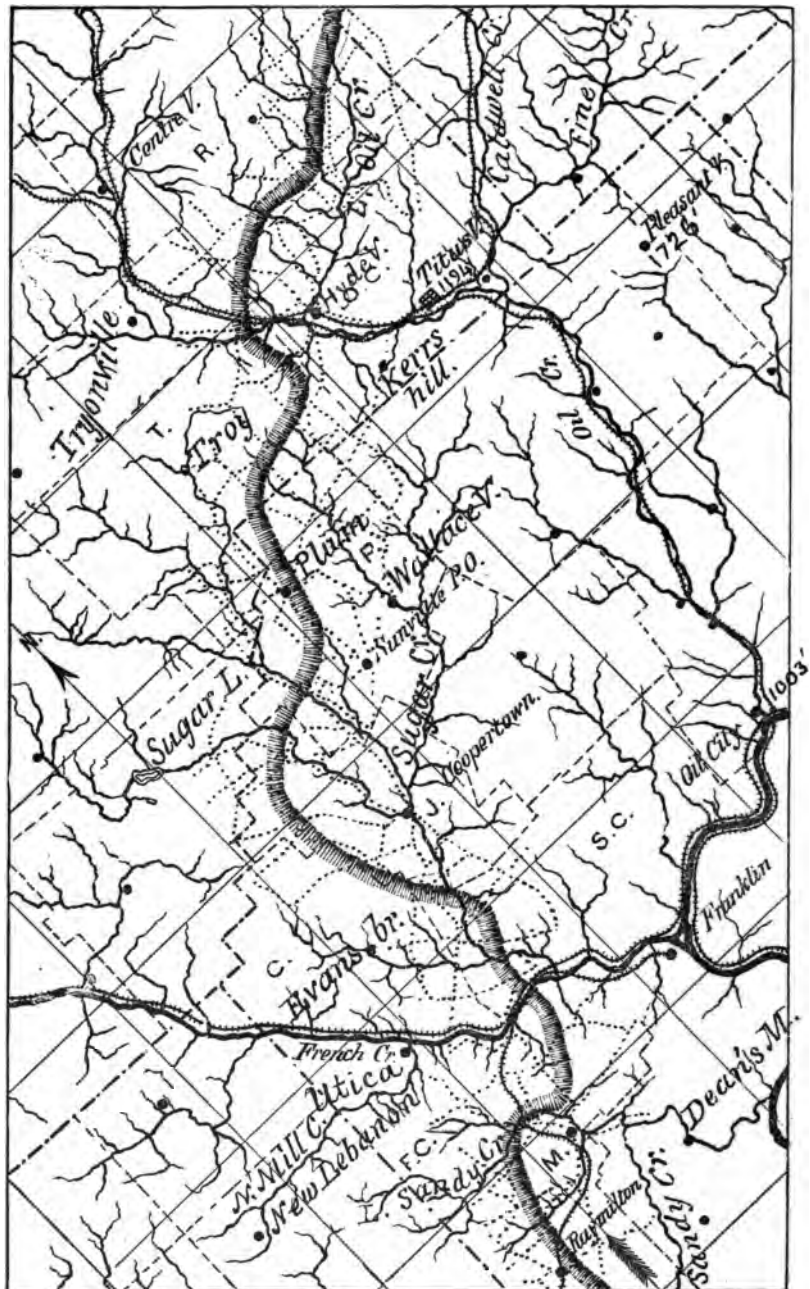 Centre V.
R.
Oil Cr.
Caldwell Cr.
Pine Cr.
Pleasant V.
1726'
Hyde V.
O. C.
Titus V.
1194
Tryonville
Kerrs
hill.
T.
Troy
Oil Cr.
Plum
P.
Wallace V.
Sunville P.O.
N
Sugar L.
Sugar Cr.
Coopertown.
J.
1003'
Oil City
S. C.
Franklin
C.
Evans br
French Cr.
Utica
Dean's M.
N. Mill C.
New Lebanon
F C.
Sandy Cr
M
Raymilton
Sandy Cr.